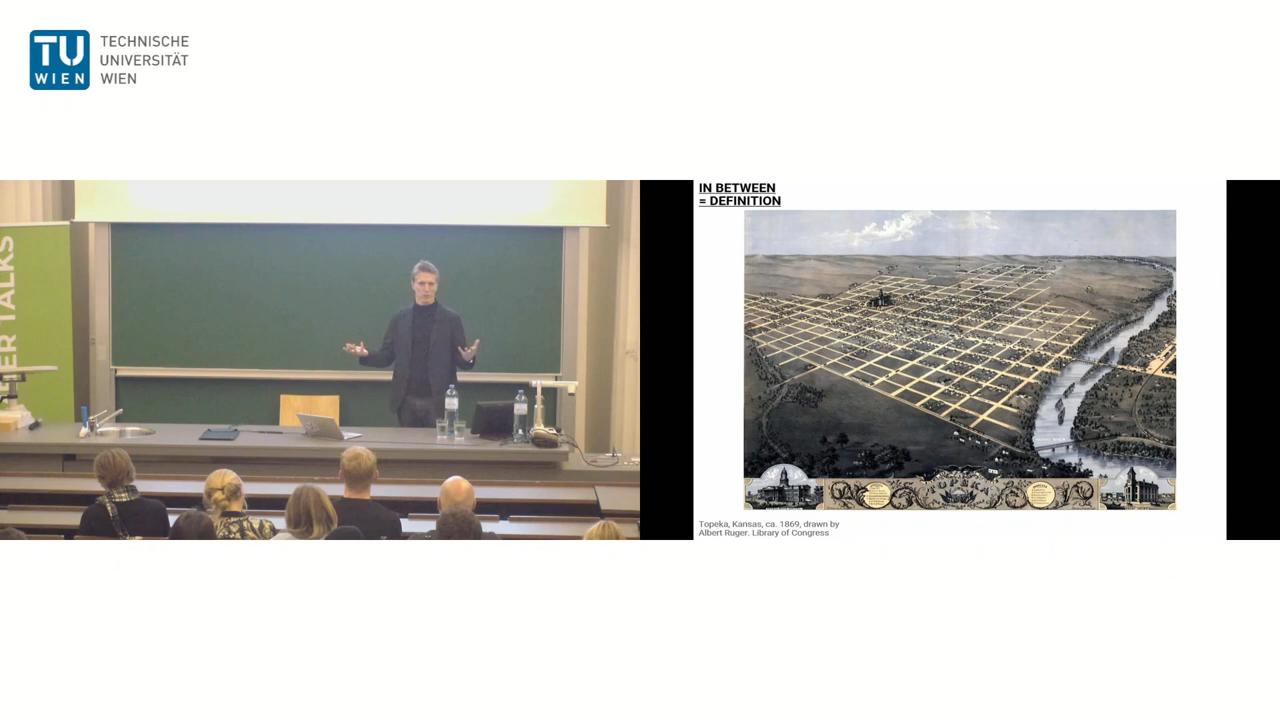 TU
WIEN
TECHNISCHE
UNIVERSITÄT
WIEN
ER TALKS
IN BETWEEN
= DEFINITION
TOPEKA
Topeka, Kansas, ca. 1869, drawn by
Albert Ruger. Library of Congress